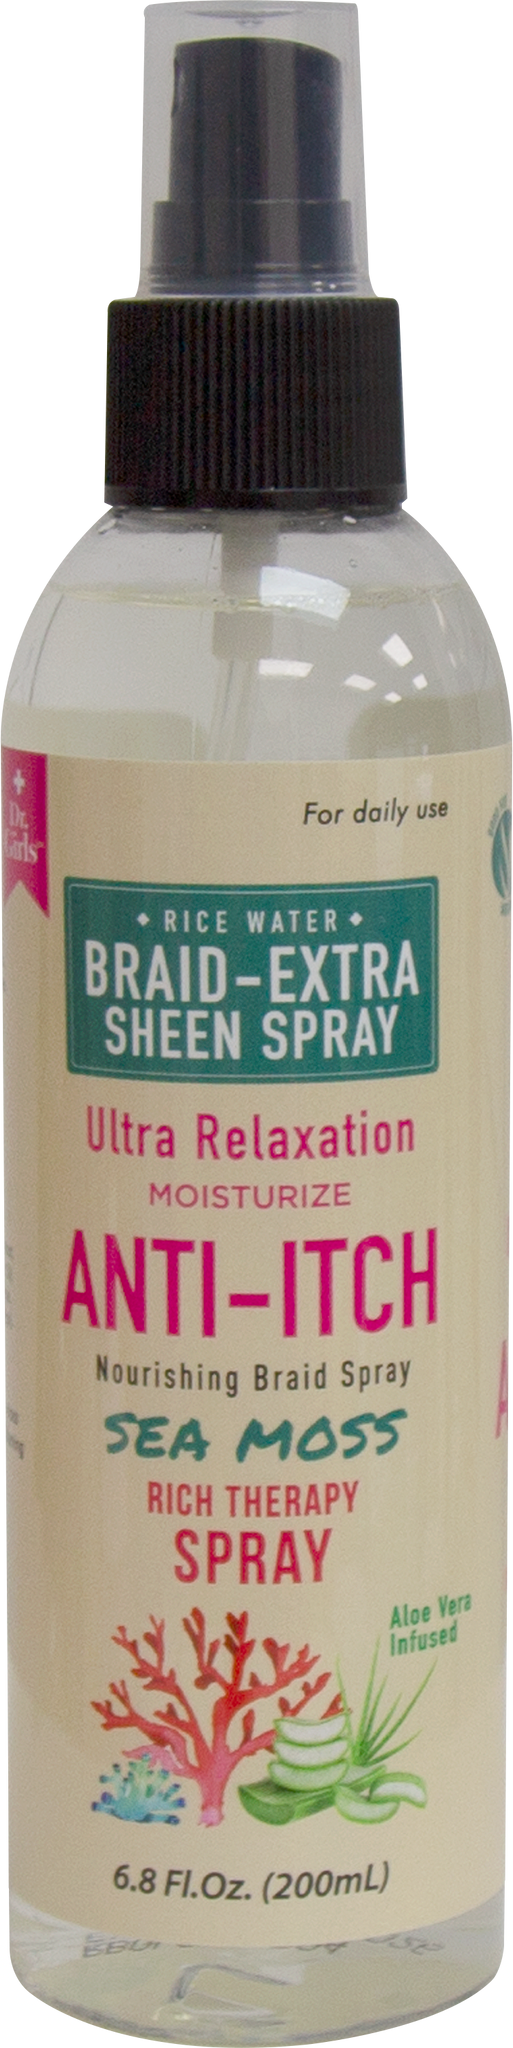 Dr.
Girls
For daily use
RICE WATER
BRAID-EXTRA
SHEEN SPRAY
Ultra Relaxation
MOISTURIZE
ANTI-ITCH
Nourishing Braid Spray
SEA MOSS
RICH THERAPY
SPRAY
Aloe Vera
Infused
6.8 Fl.Oz. (200mL)